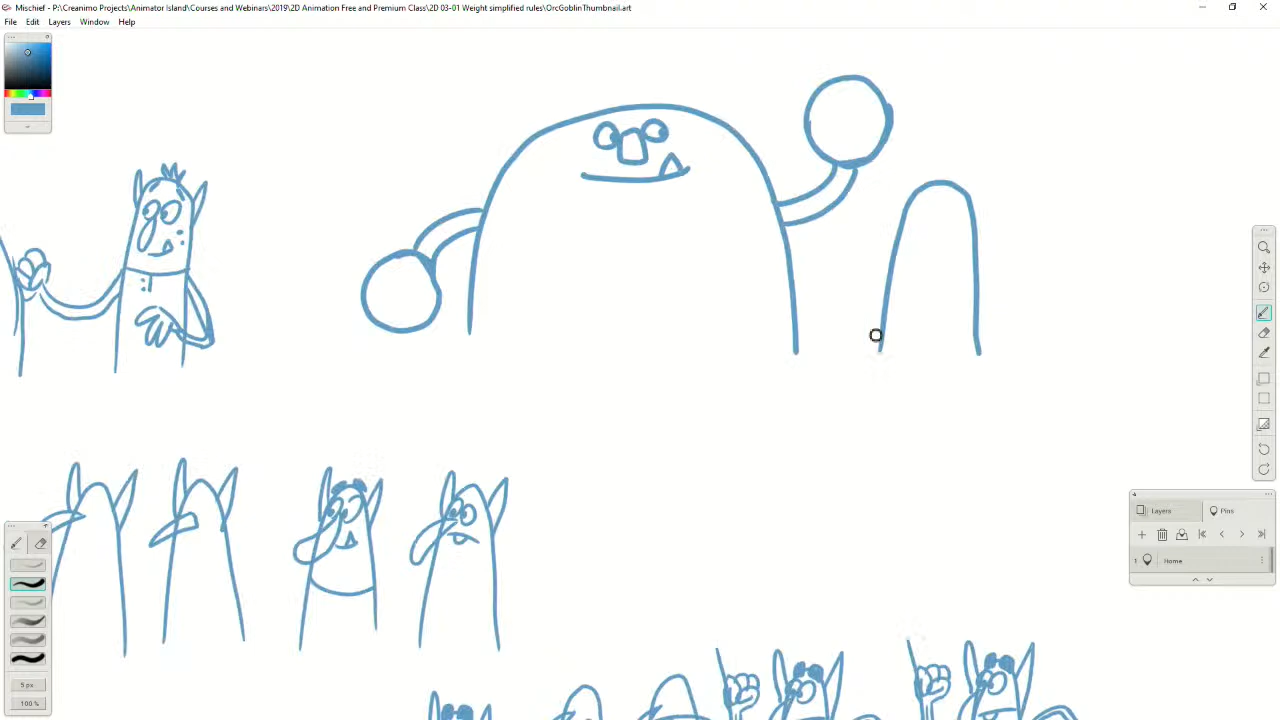 Mischief - P:\Creanimo Projects\Animator Island\Courses and Webinars\2019\2D Animation Free and Premium Class\2D 03-01 Weight simplified rules\OrcGoblinThumbnail.art
File Edit Layers Window Help
Layers Pins
1 Home
5 px
100 %